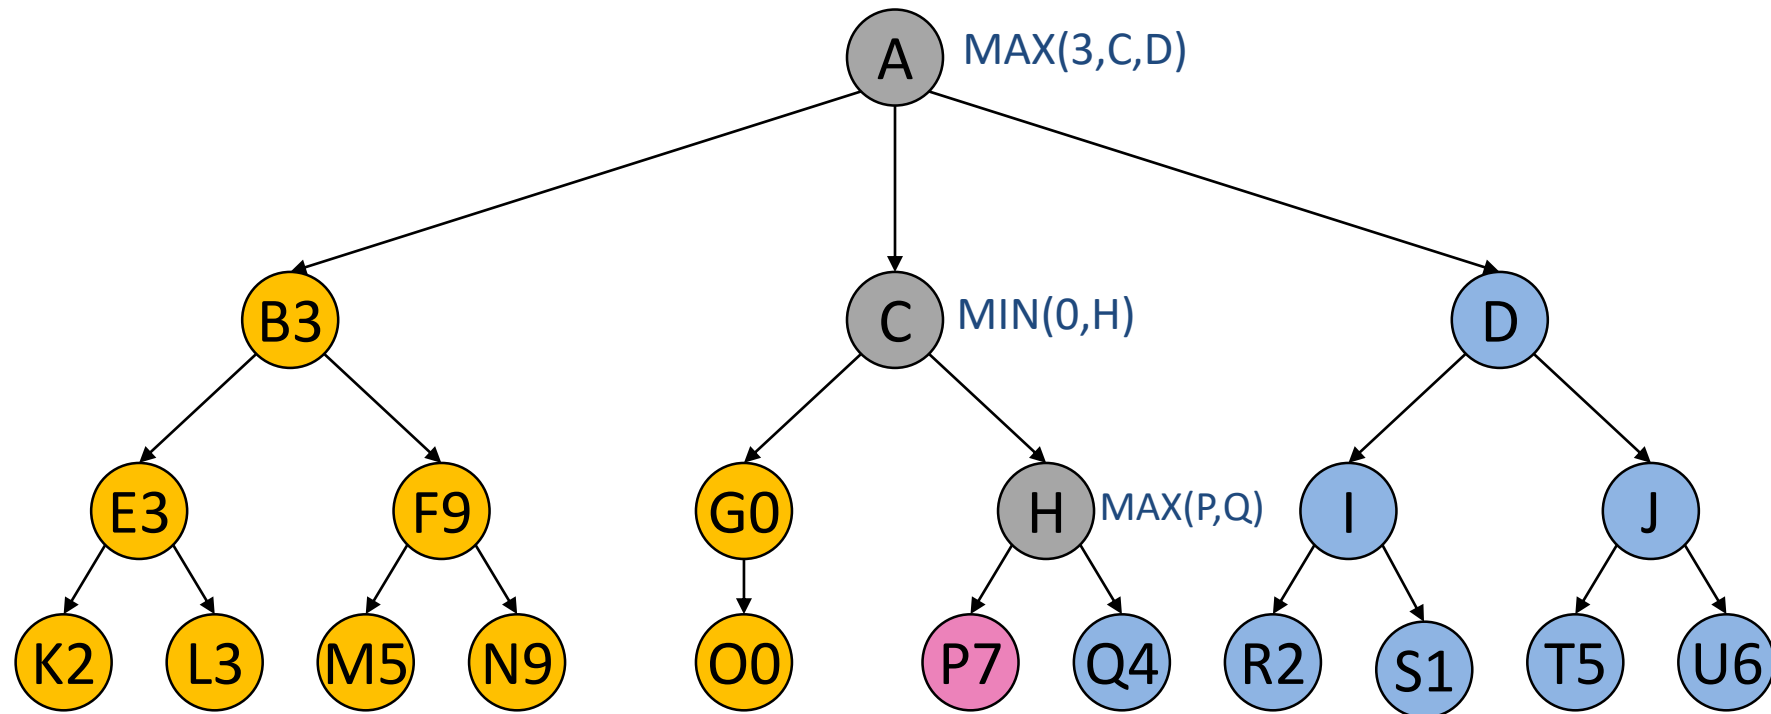 A MAX(3,C,D)
B3 C MIN(0,H) D
E3 F9 G0 H MAX(P,Q) I J
K2 L3 M5 N9 O0 P7 Q4 R2 S1 T5 U6